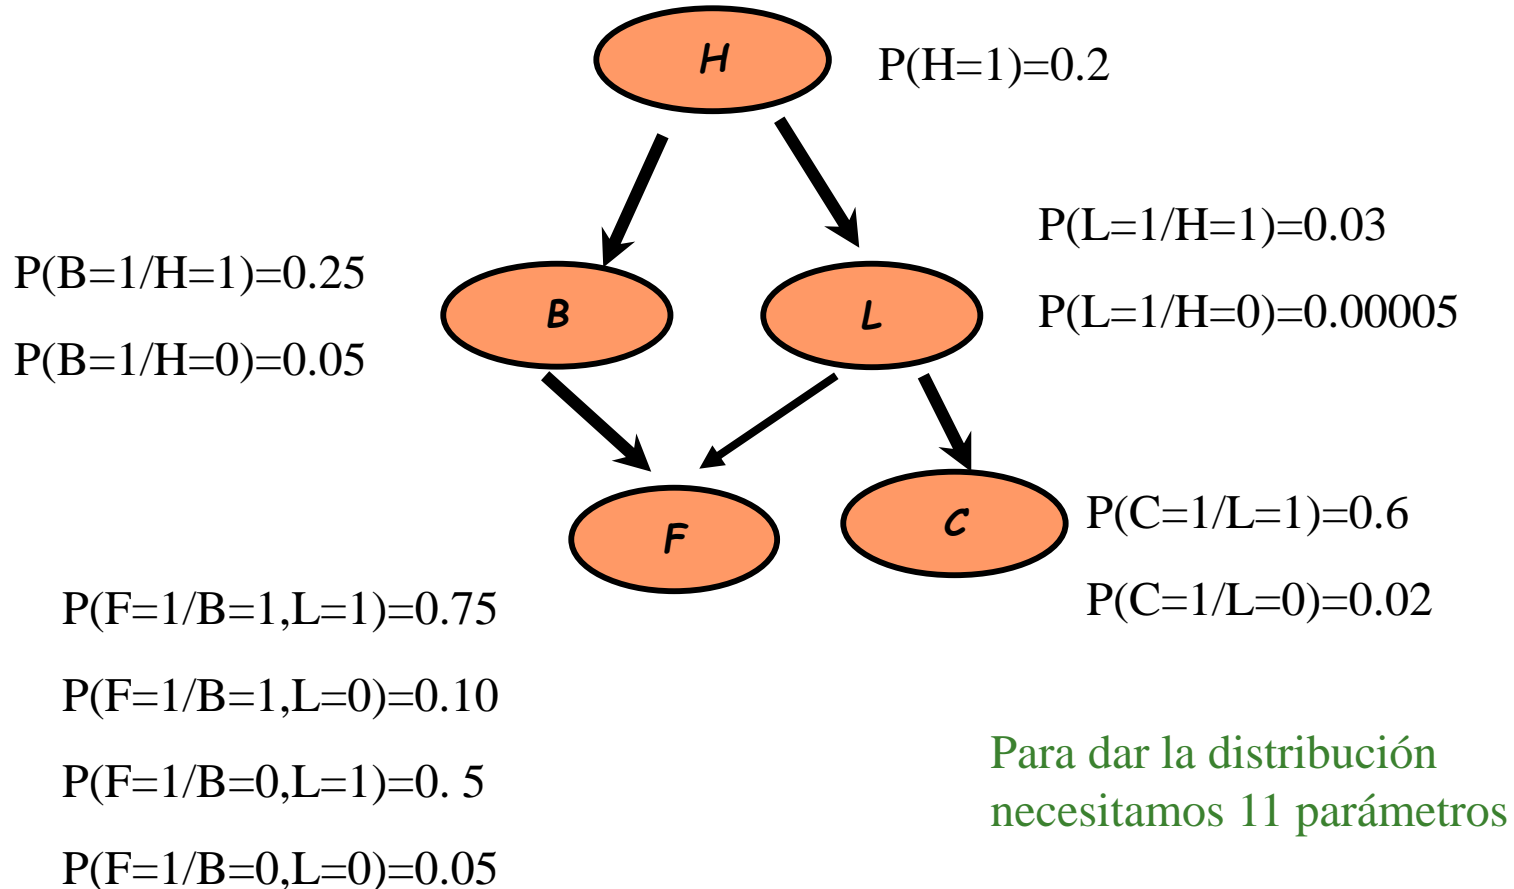 H
P(H=1)=0.2
P(L=1/H=1)=0.03
P(B=1/H=1)=0.25
B
L
P(L=1/H=0)=0.00005
P(B=1/H=0)=0.05
F
C
P(C=1/L=1)=0.6
P(C=1/L=0)=0.02
P(F=1/B=1,L=1)=0.75
P(F=1/B=1,L=0)=0.10
P(F=1/B=0,L=1)=0. 5
P(F=1/B=0,L=0)=0.05
Para dar la distribución
necesitamos 11 parámetros